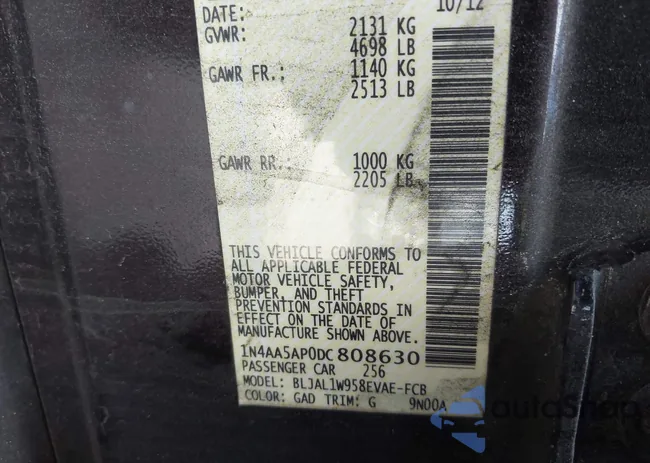 DATE: 10/12
GVWR: 2131 KG
4698 LB
GAWR FR.: 1140 KG
2513 LB
GAWR RR.: 1000 KG
2205 LB
THIS VEHICLE CONFORMS TO
ALL APPLICABLE FEDERAL
MOTOR VEHICLE SAFETY,
BUMPER, AND THEFT
PREVENTION STANDARDS IN
EFFECT ON THE DATE OF
MANUFACTURE SHOWN ABOVE.
1N4AA5AP0DC808630
PASSENGER CAR 256
MODEL: BLJAL1W958EVAE-FCB
COLOR: GAD TRIM: G 9N00A
autoShop